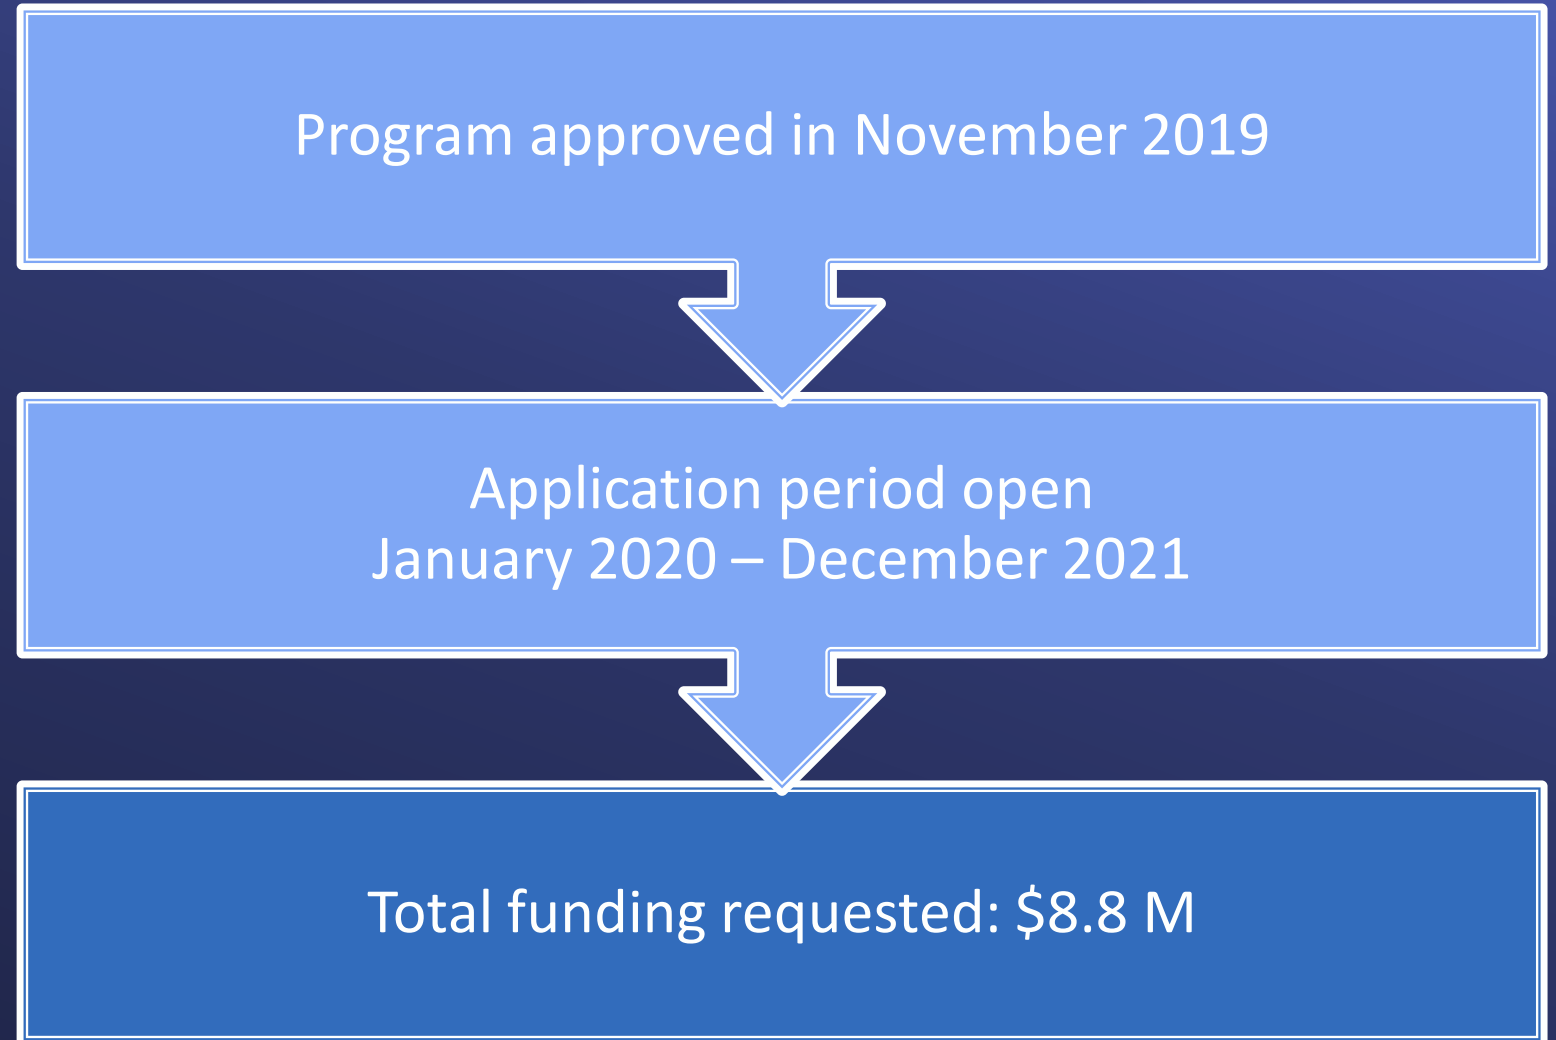 Program approved in November 2019
Application period open
January 2020 – December 2021
Total funding requested: $8.8 M